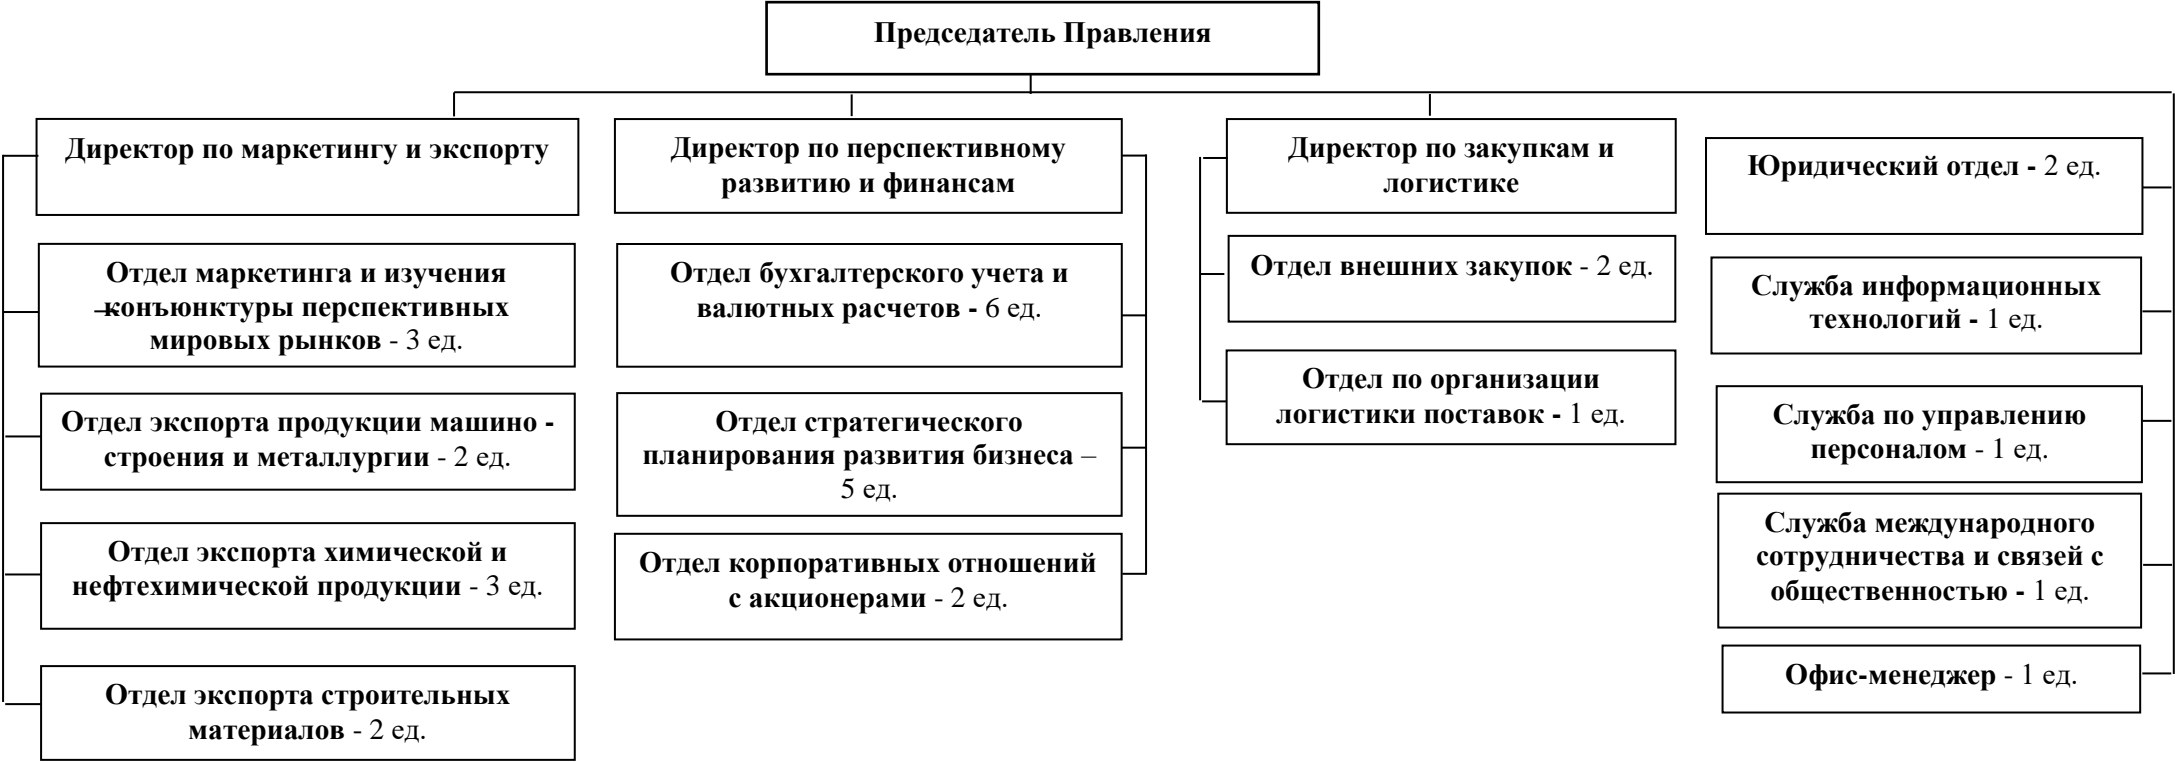 Председатель Правления
Директор по маркетингу и экспорту
Отдел маркетинга и изучения
конъюнктуры перспективных
мировых рынков - 3 ед.
Отдел экспорта продукции машино -
строения и металлургии - 2 ед.
Отдел экспорта химической и
нефтехимической продукции - 3 ед.
Отдел экспорта строительных
материалов - 2 ед.
Директор по перспективному
развитию и финансам
Отдел бухгалтерского учета и
валютных расчетов - 6 ед.
Отдел стратегического
планирования развития бизнеса –
5 ед.
Отдел корпоративных отношений
с акционерами - 2 ед.
Директор по закупкам и
логистике
Отдел внешних закупок - 2 ед.
Отдел по организации
логистики поставок - 1 ед.
Юридический отдел - 2 ед.
Служба информационных
технологий - 1 ед.
Служба по управлению
персоналом - 1 ед.
Служба международного
сотрудничества и связей с
общественностью - 1 ед.
Офис-менеджер - 1 ед.